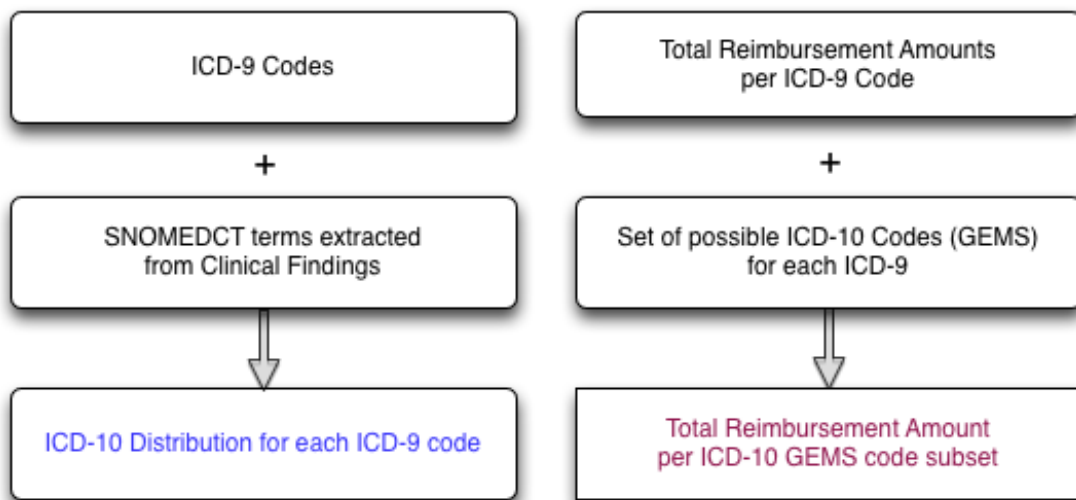 ICD-9 Codes
+
SNOMEDCT terms extracted
from Clinical Findings
ICD-10 Distribution for each ICD-9 code
Total Reimbursement Amounts
per ICD-9 Code
+
Set of possible ICD-10 Codes (GEMS)
for each ICD-9
Total Reimbursement Amount
per ICD-10 GEMS code subset